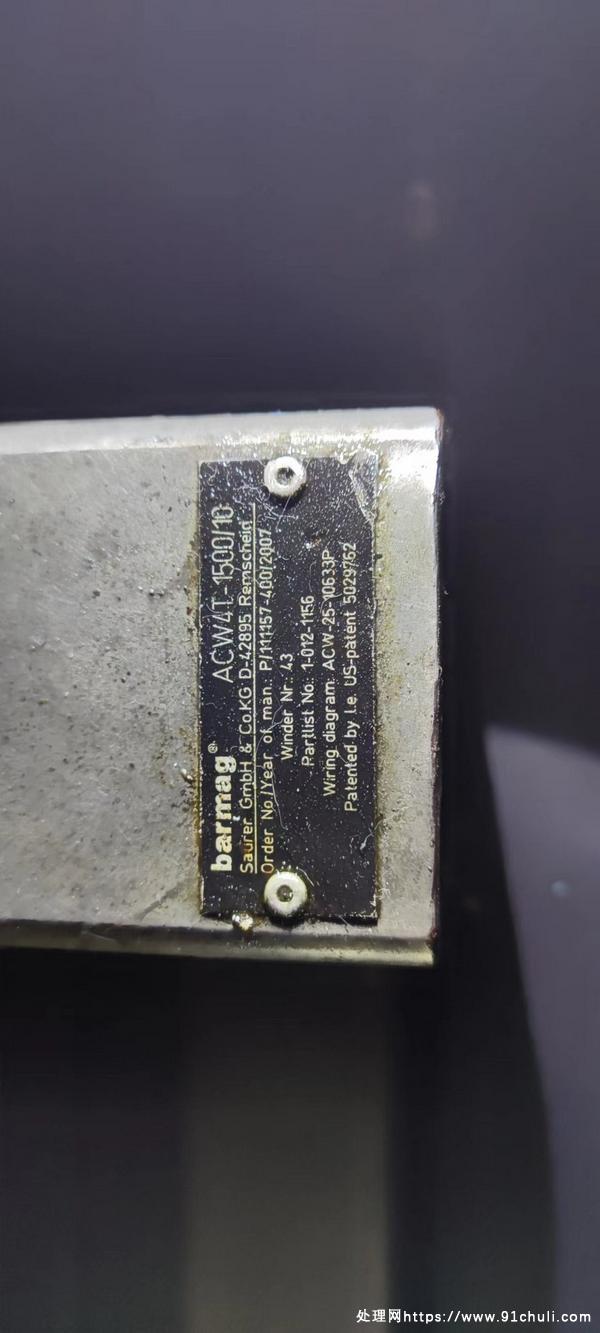 barmag® ACW4T-1500/10
Saurer GmbH & Co.KG D-42895 Remscheid
Order No./Year of man.: P/111157-400/2007
Winder Nr.: 43
Partlist No.: 1-012-1156
Wiring diagram: ACW-25-10633P
Patented by i.e. US-patent 5029762
处理网https://www.91chuli.com